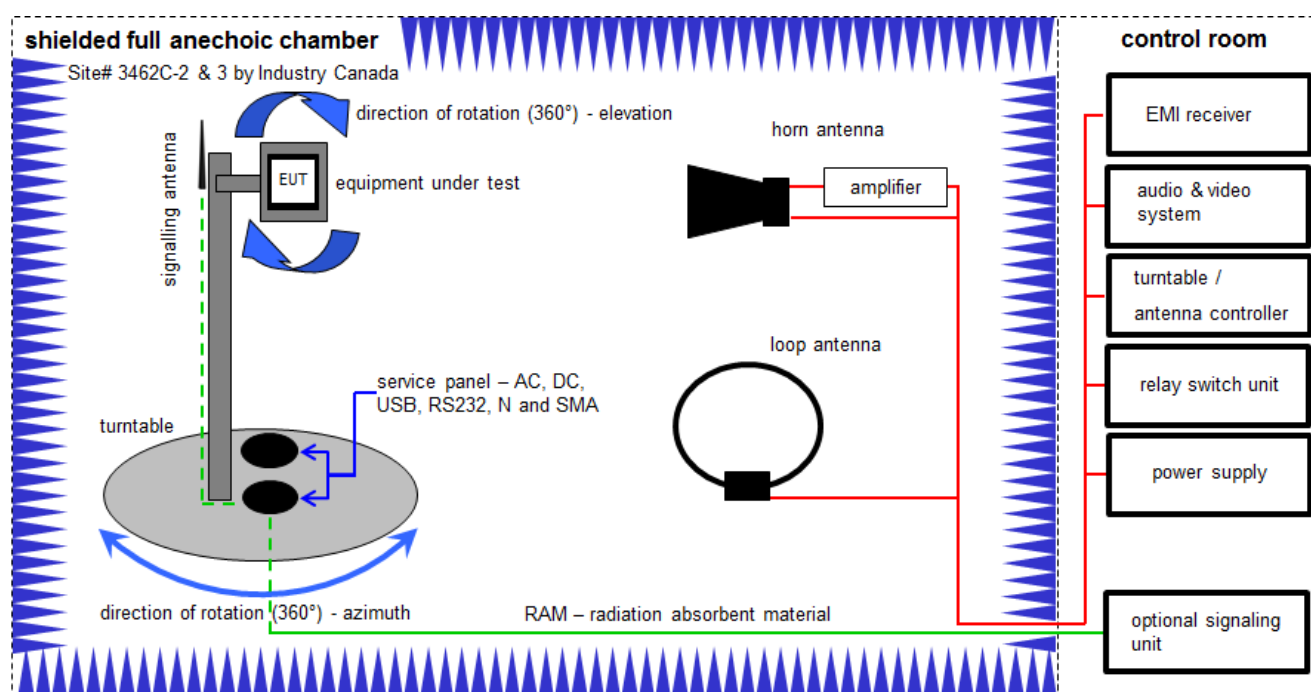 shielded full anechoic chamber
Site# 3462C-2 & 3 by Industry Canada
direction of rotation (360°) - elevation
signalling antenna
EUT
equipment under test
horn antenna
amplifier
loop antenna
service panel – AC, DC,
USB, RS232, N and SMA
turntable
direction of rotation (360°) - azimuth
RAM – radiation absorbent material
control room
EMI receiver
audio & video
system
turntable /
antenna controller
relay switch unit
power supply
optional signaling
unit